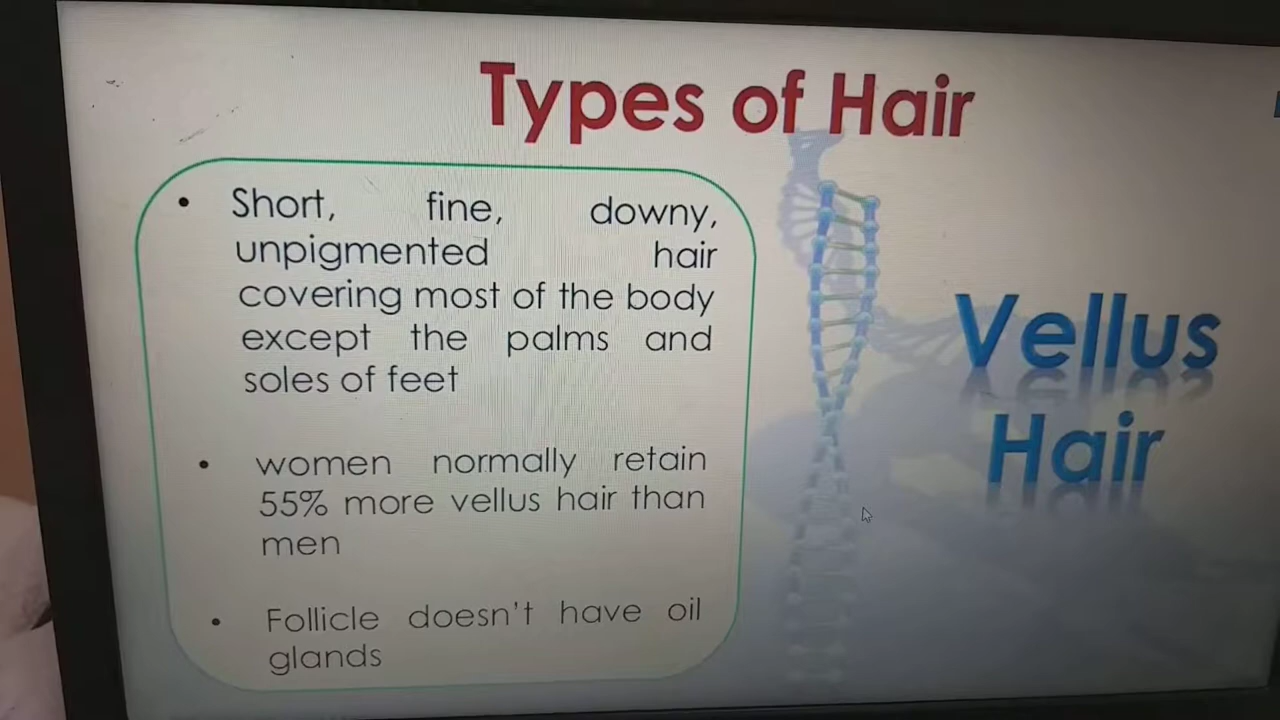 Types of Hair
• Short, fine, downy,
unpigmented hair
covering most of the body
except the palms and
soles of feet
• women normally retain
55% more vellus hair than
men
• Follicle doesn't have oil
glands
Vellus
Hair